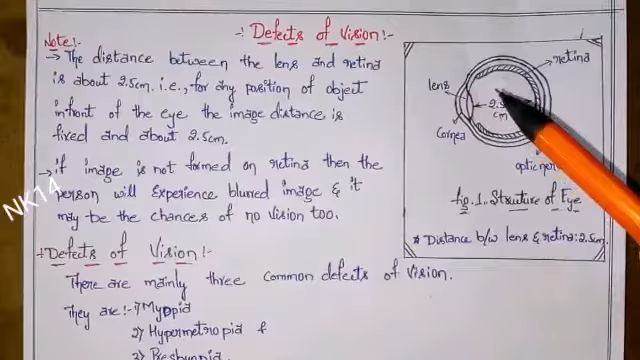 -: Defects of Vision:-
Note:-
→ The distance between the lens and retina
is about 2.5cm. i.e., for any position of object
infront of the eye the image distance is
fixed and about 2.5cm.
→ if image is not formed on retina then the
person will Experience blurred image & it
may be the chances of no vision too.
NK14
retina
lens
cm
Cornea
fig.1. Structure of Eye
* Distance b/w lens & retina: 2.5cm.
* Defects of Vision:-
There are mainly three common defects of vision.
They are:- 1) Myopia
2) Hypermetropia &
3) Presbyopia.